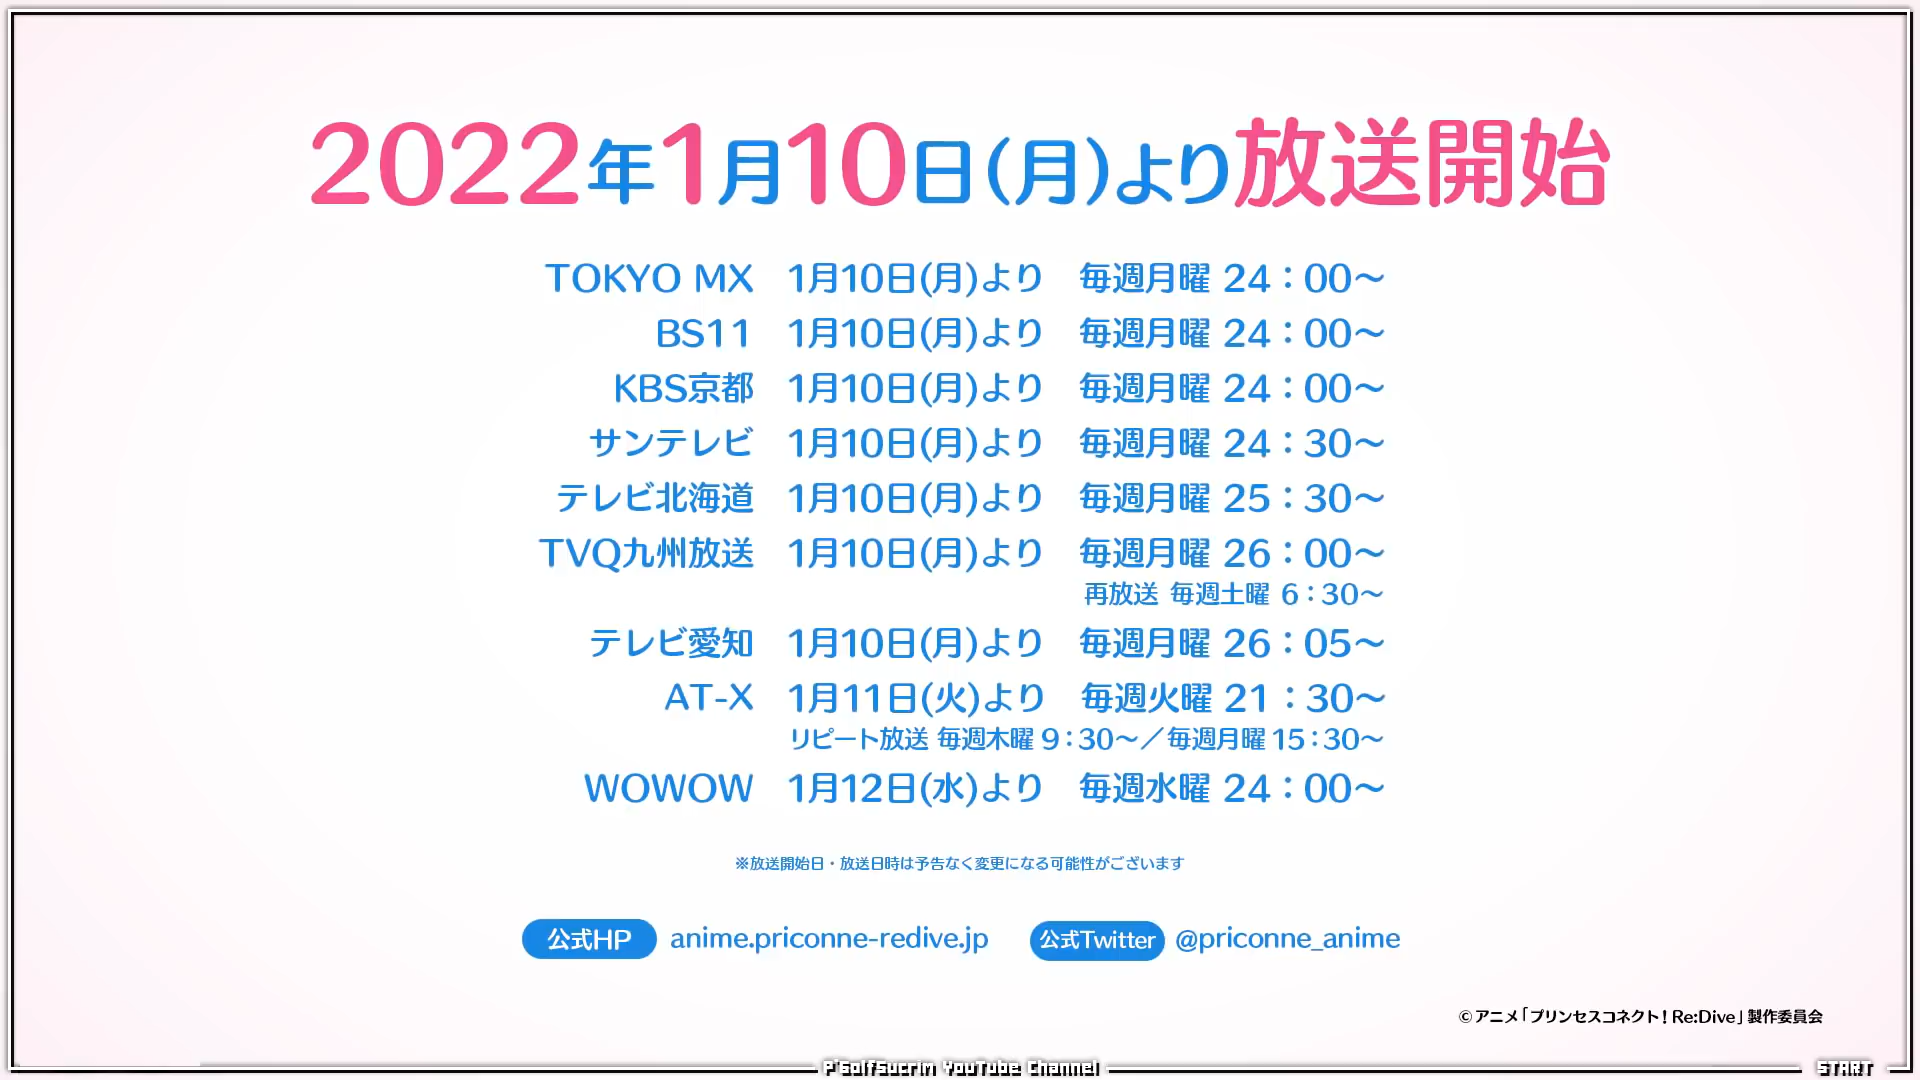 2022年1月10日(月)より放送開始
TOKYO MX 1月10日(月)より 毎週月曜 24：00～
BS11 1月10日(月)より 毎週月曜 24：00～
KBS京都 1月10日(月)より 毎週月曜 24：00～
サンテレビ 1月10日(月)より 毎週月曜 24：30～
テレビ北海道 1月10日(月)より 毎週月曜 25：30～
TVQ九州放送 1月10日(月)より 毎週月曜 26：00～
再放送 毎週土曜 6：30～
テレビ愛知 1月10日(月)より 毎週月曜 26：05～
AT-X 1月11日(火)より 毎週火曜 21：30～
リピート放送 毎週木曜 9：30～／毎週月曜 15：30～
WOWOW 1月12日(水)より 毎週水曜 24：00～
※放送開始日・放送日時は予告なく変更になる可能性がございます
公式HP anime.priconne-redive.jp 公式Twitter @priconne_anime
©アニメ「プリンセスコネクト！Re:Dive」製作委員会
P'SolfSucrim YouTube Channel START